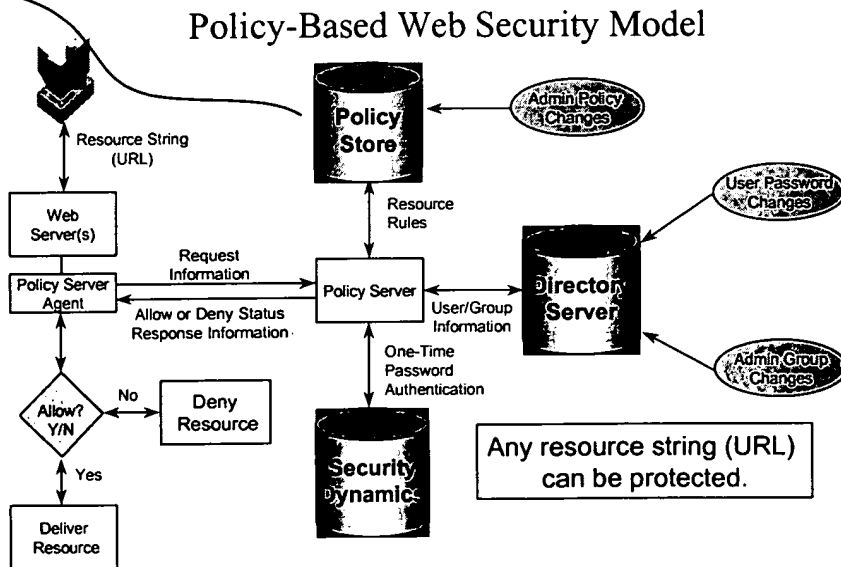 Policy-Based Web Security Model
Resource String
(URL)
Policy
Store
Admin Policy
Changes
Web
Server(s)
Resource
Rules
User Password
Changes
Request
Information
Policy Server
Agent
Policy Server
Allow or Deny Status
Response Information
User/Group
Information
Director
Server
One-Time
Password
Authentication
Admin Group
Changes
Allow?
Y/N
No
Deny
Resource
Yes
Security
Dynamic
Any resource string (URL)
can be protected.
Deliver
Resource